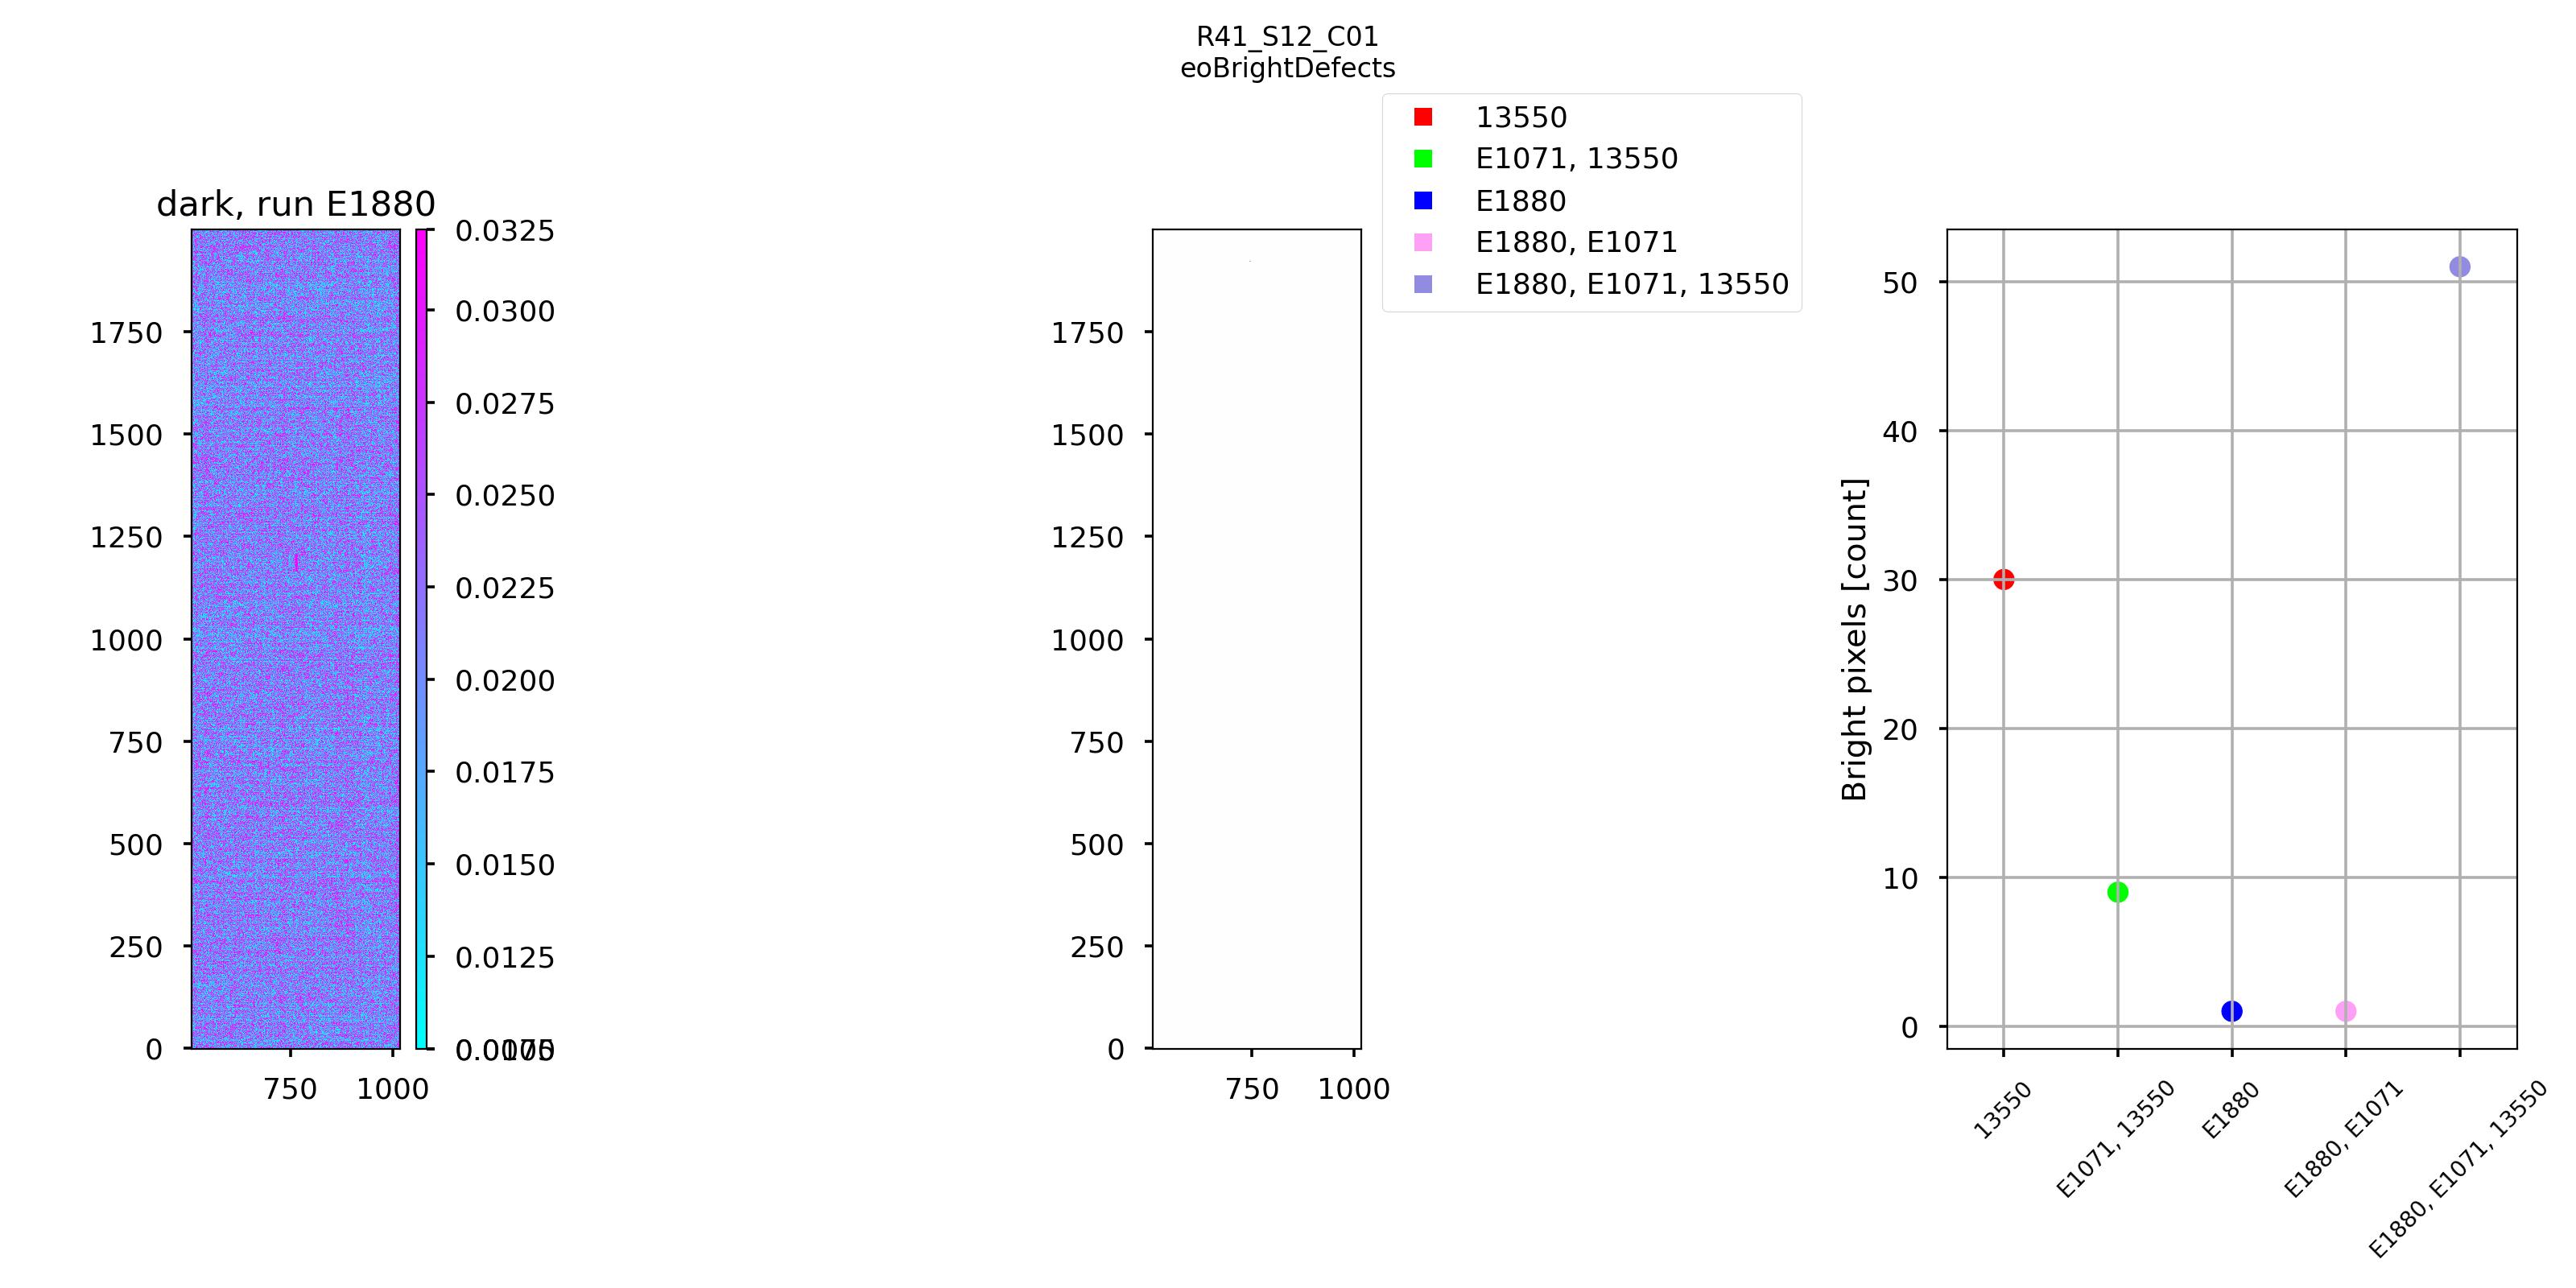 R41_S12_C01
eoBrightDefects
13550
E1071, 13550
E1880
E1880, E1071
E1880, E1071, 13550
dark, run E1880
1750
1500
1250
1000
750
500
250
0
750 1000
0.0325
0.0300
0.0275
0.0250
0.0225
0.0200
0.0175
0.0150
0.0125
1750
1500
1250
1000
750
500
250
0
750 1000
Bright pixels [count]
50
40
30
20
10
0
13550
E1071, 13550
E1880
E1880, E1071
E1880, E1071, 13550